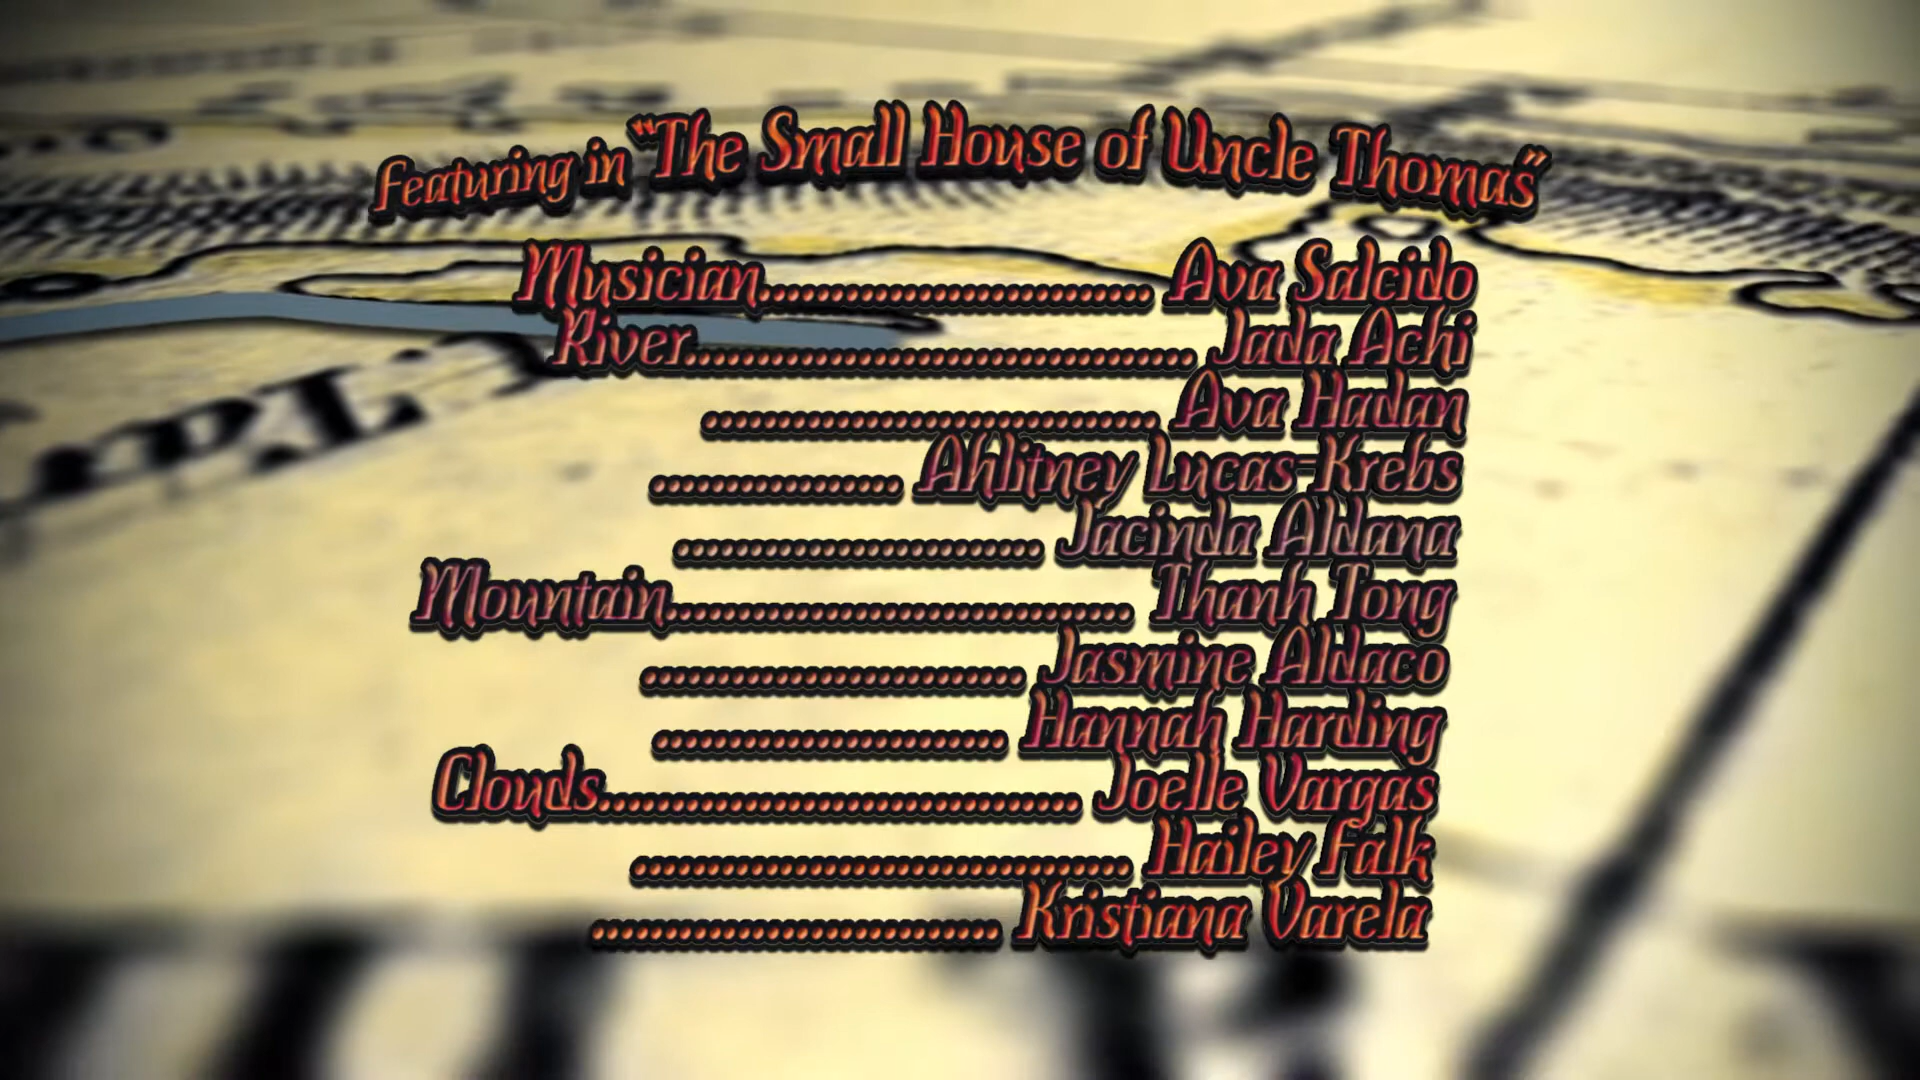 Featuring in "The Small House of Uncle Thomas"
Musician.......................... Ava Salcido
River.................................. Jada Achi
............................... Ava Hadan
................. Ahlitney Lucas-Krebs
......................... Jacinda Aldana
Mountain............................... Thanh Tong
.......................... Jasmine Aldaco
........................ Hannah Harding
Clouds................................ Joelle Vargas
.................................. Hailey Falk
............................ Kristiana Varela